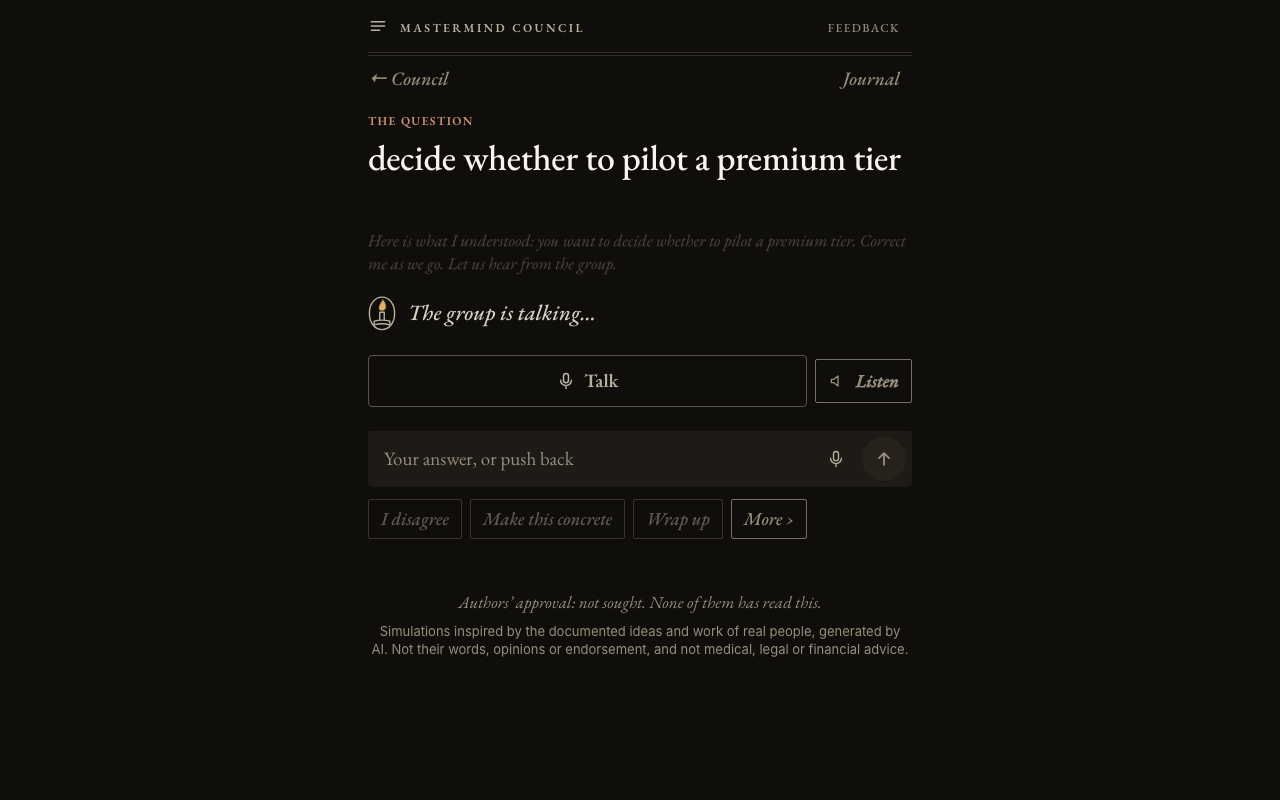 MASTERMIND COUNCIL
FEEDBACK
← Council
Journal
THE QUESTION
decide whether to pilot a premium tier
Here is what I understood: you want to decide whether to pilot a premium tier. Correct
me as we go. Let us hear from the group.
The group is talking...
Talk
Listen
Your answer, or push back
I disagree
Make this concrete
Wrap up
More ›
Authors’ approval: not sought. None of them has read this.
Simulations inspired by the documented ideas and work of real people, generated by
AI. Not their words, opinions or endorsement, and not medical, legal or financial advice.